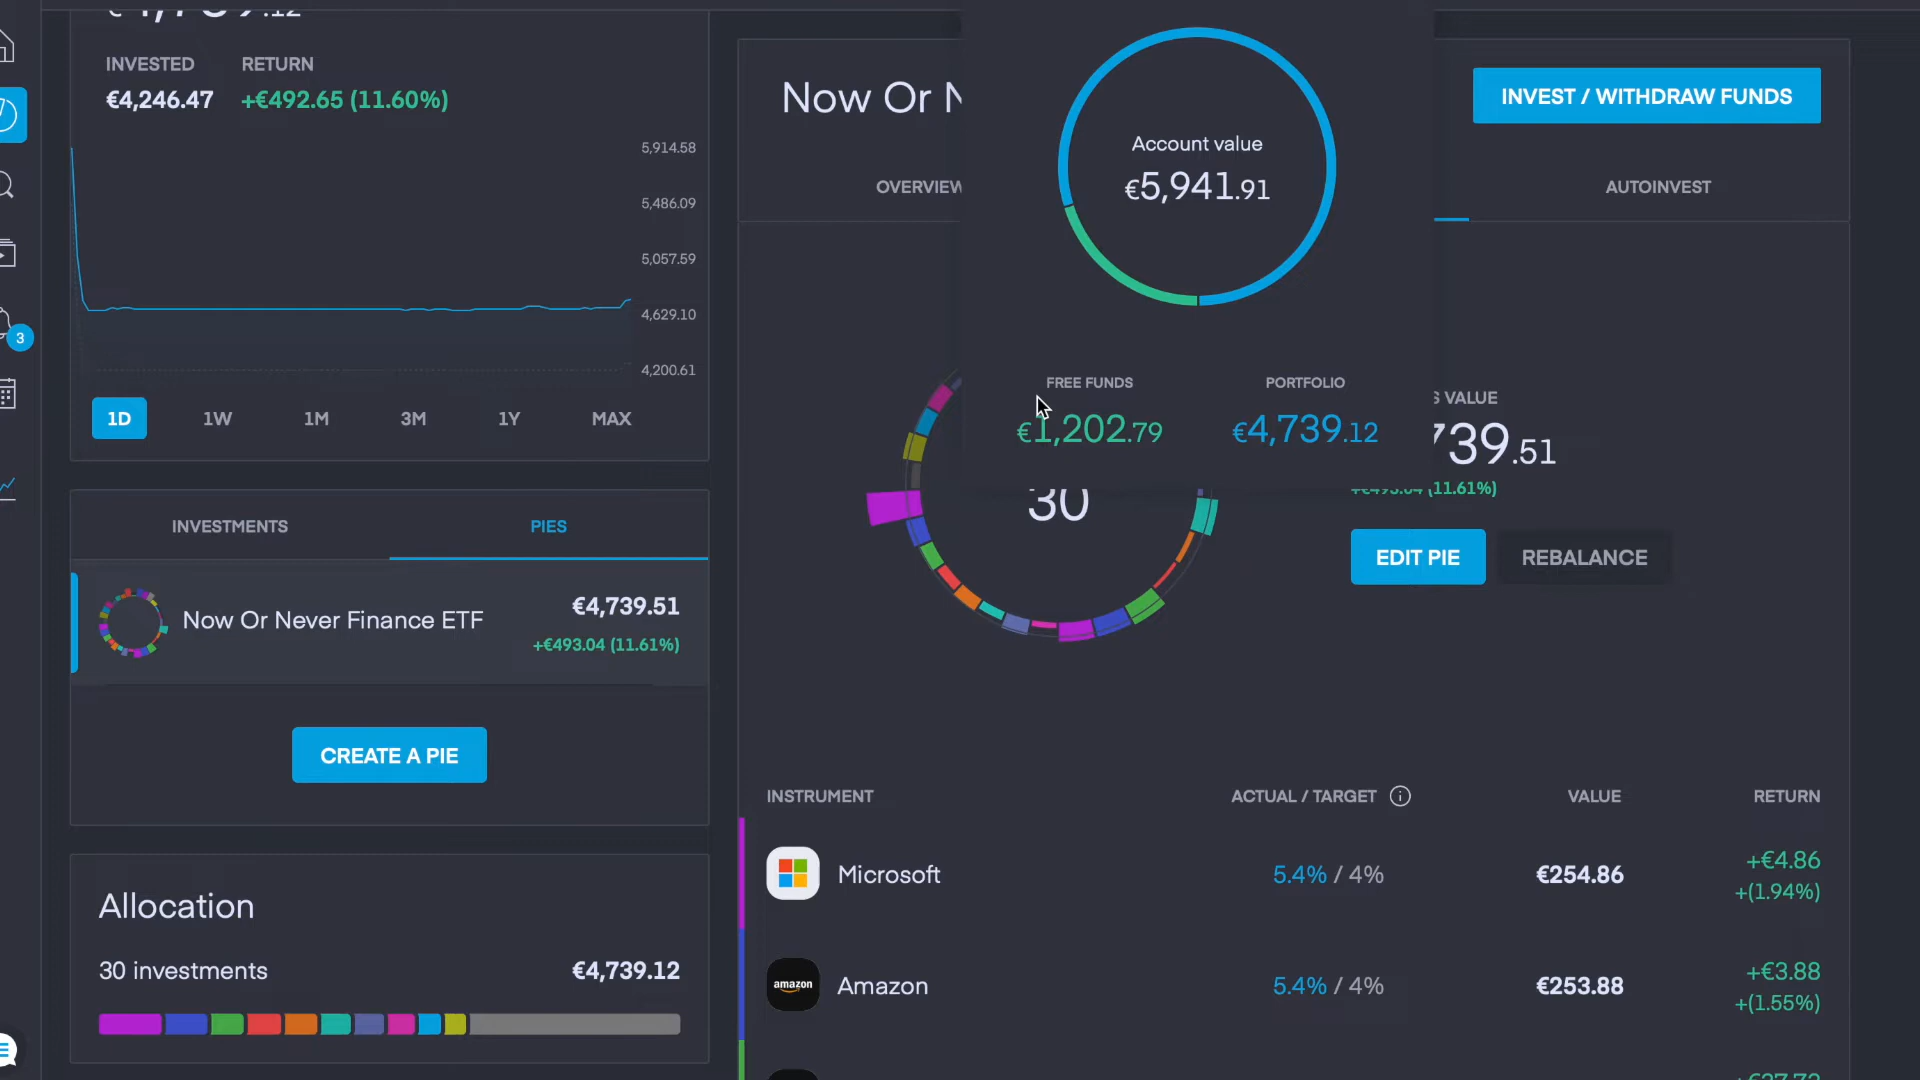 INVESTED
RETURN
€4,246.47
+€492.65 (11.60%)
5,914.58
5,486.09
5,057.59
4,629.10
4,200.61
3
1D
1W
1M
3M
1Y
MAX
INVESTMENTS
PIES
Now Or Never Finance ETF
€4,739.51
+€493.04 (11.61%)
CREATE A PIE
Allocation
30 investments
€4,739.12
Now Or N
INVEST / WITHDRAW FUNDS
OVERVIEW
AUTOINVEST
Account value
€5,941.91
FREE FUNDS
PORTFOLIO
€1,202.79
€4,739.12
VALUE
739.51
+€493.04 (11.61%)
30
EDIT PIE
REBALANCE
INSTRUMENT
ACTUAL / TARGET
VALUE
RETURN
Microsoft
5.4% / 4%
€254.86
+€4.86
+(1.94%)
amazon
Amazon
5.4% / 4%
€253.88
+€3.88
+(1.55%)